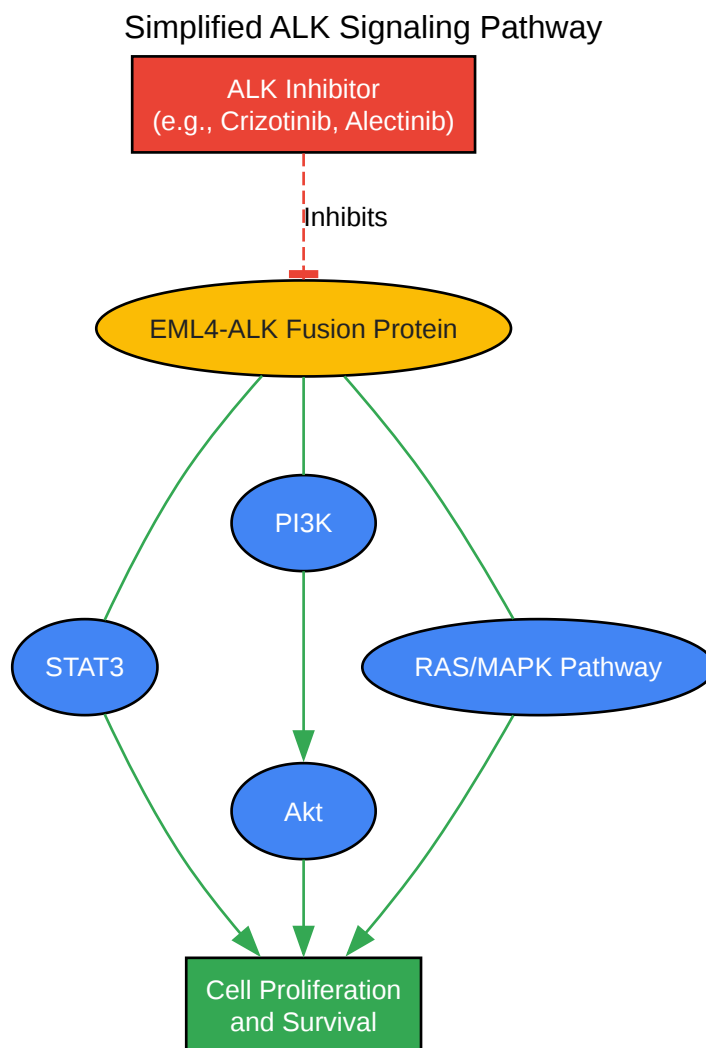 Simplified ALK Signaling Pathway
ALK Inhibitor
(e.g., Crizotinib, Alectinib)
Inhibits
EML4-ALK Fusion Protein
PI3K
STAT3
RAS/MAPK Pathway
Akt
Cell Proliferation
and Survival